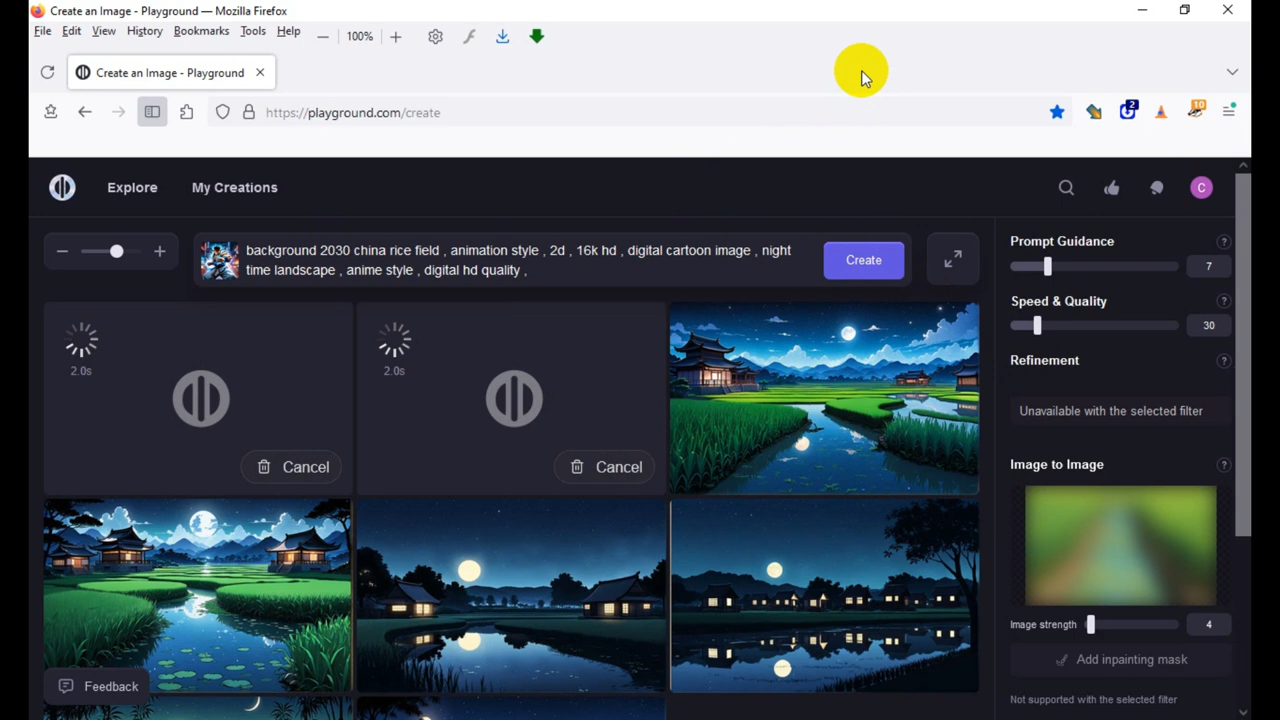 Create an Image - Playground — Mozilla Firefox
File Edit View History Bookmarks Tools Help
100%
Create an Image - Playground
https://playground.com/create
2
10
Explore
My Creations
C
background 2030 china rice field , animation style , 2d , 16k hd , digital cartoon image , night
time landscape , anime style , digital hd quality ,
Create
Prompt Guidance
?
7
Speed & Quality
?
30
Refinement
?
Unavailable with the selected filter
Image to Image
?
Image strength
4
Add inpainting mask
Not supported with the selected filter
2.0s
Cancel
2.0s
Cancel
Feedback